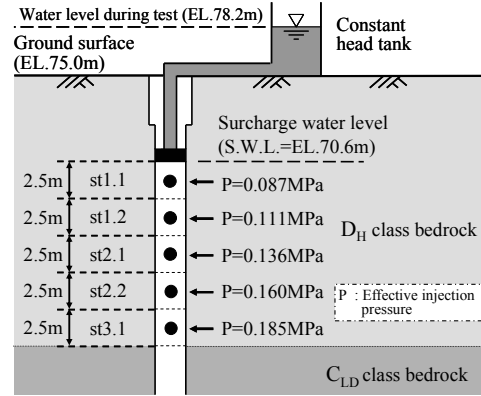 Water level during test (EL.78.2m)
Constant
head tank
Ground surface
(EL.75.0m)
Surcharge water level
(S.W.L.=EL.70.6m)
2.5m st1.1 P=0.087MPa
2.5m st1.2 P=0.111MPa
2.5m st2.1 P=0.136MPa
2.5m st2.2 P=0.160MPa
2.5m st3.1 P=0.185MPa
D_H class bedrock
P : Effective injection
pressure
C_LD class bedrock